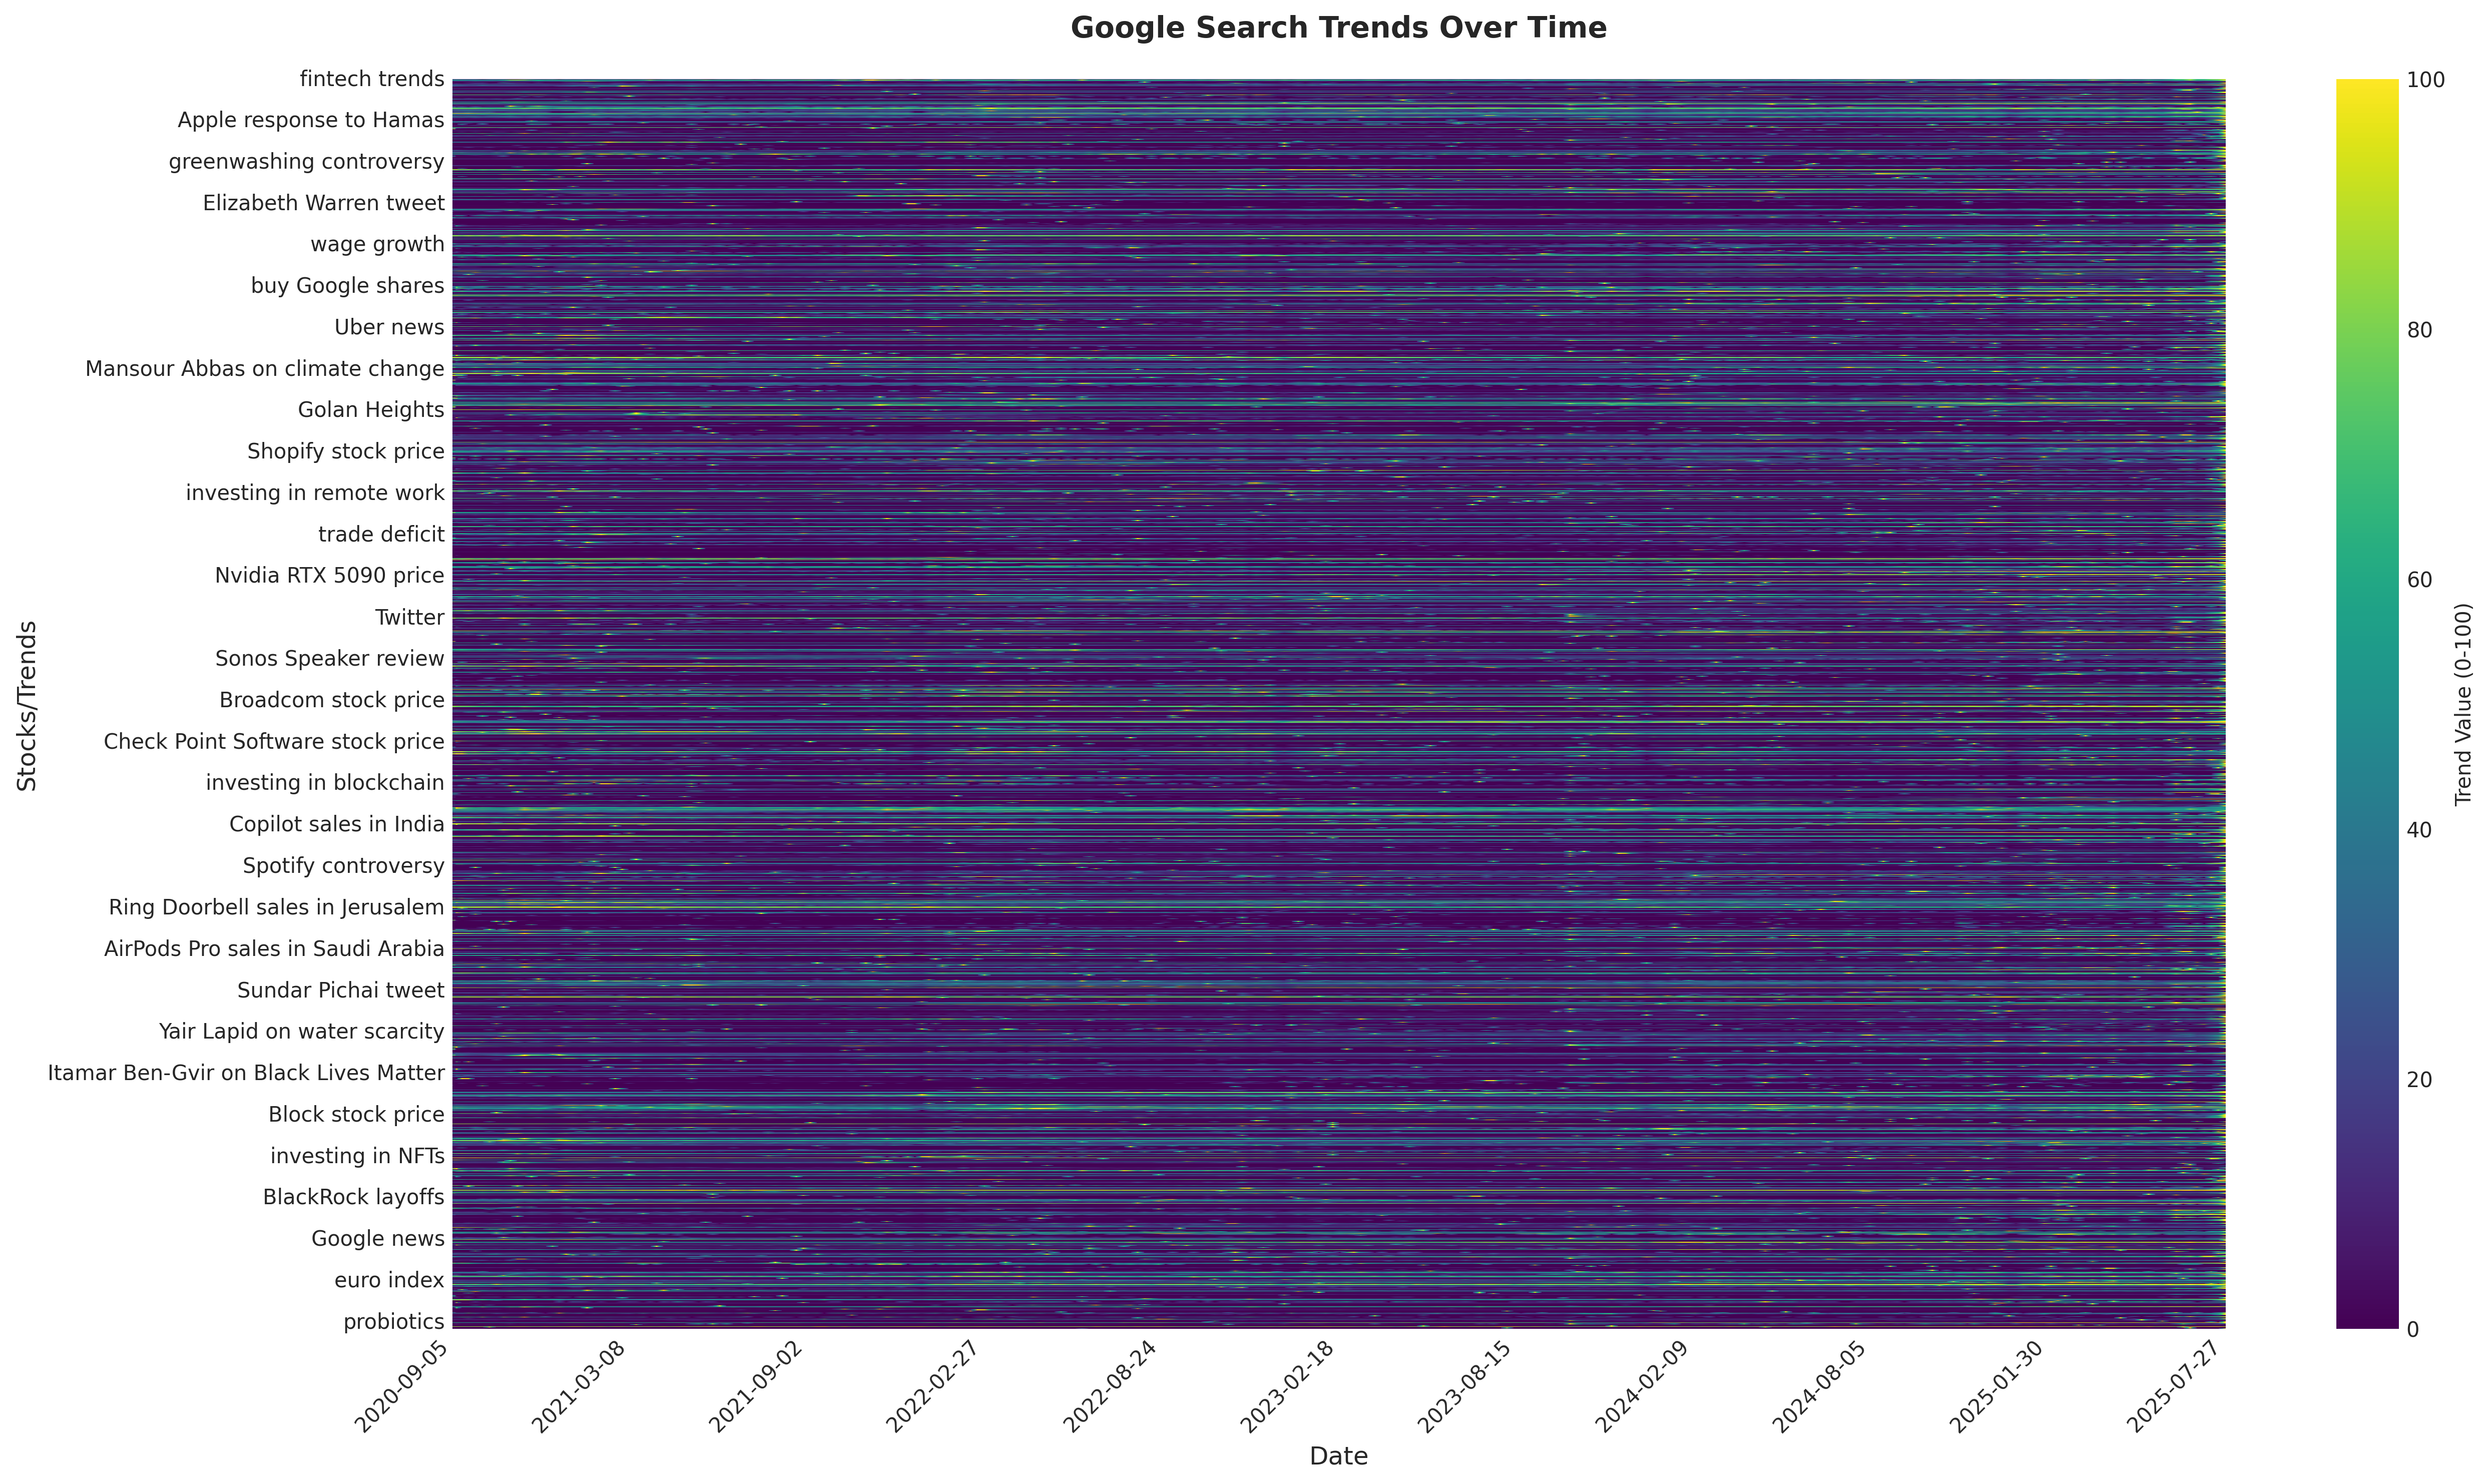 Google Search Trends Over Time
Stocks/Trends
fintech trends
Apple response to Hamas
greenwashing controversy
Elizabeth Warren tweet
wage growth
buy Google shares
Uber news
Mansour Abbas on climate change
Golan Heights
Shopify stock price
investing in remote work
trade deficit
Nvidia RTX 5090 price
Twitter
Sonos Speaker review
Broadcom stock price
Check Point Software stock price
investing in blockchain
Copilot sales in India
Spotify controversy
Ring Doorbell sales in Jerusalem
AirPods Pro sales in Saudi Arabia
Sundar Pichai tweet
Yair Lapid on water scarcity
Itamar Ben-Gvir on Black Lives Matter
Block stock price
investing in NFTs
BlackRock layoffs
Google news
euro index
probiotics
2020-09-05
2021-03-08
2021-09-02
2022-02-27
2022-08-24
2023-02-18
2023-08-15
2024-02-09
2024-08-05
2025-01-30
2025-07-27
Date
100
80
60
40
20
0
Trend Value (0-100)